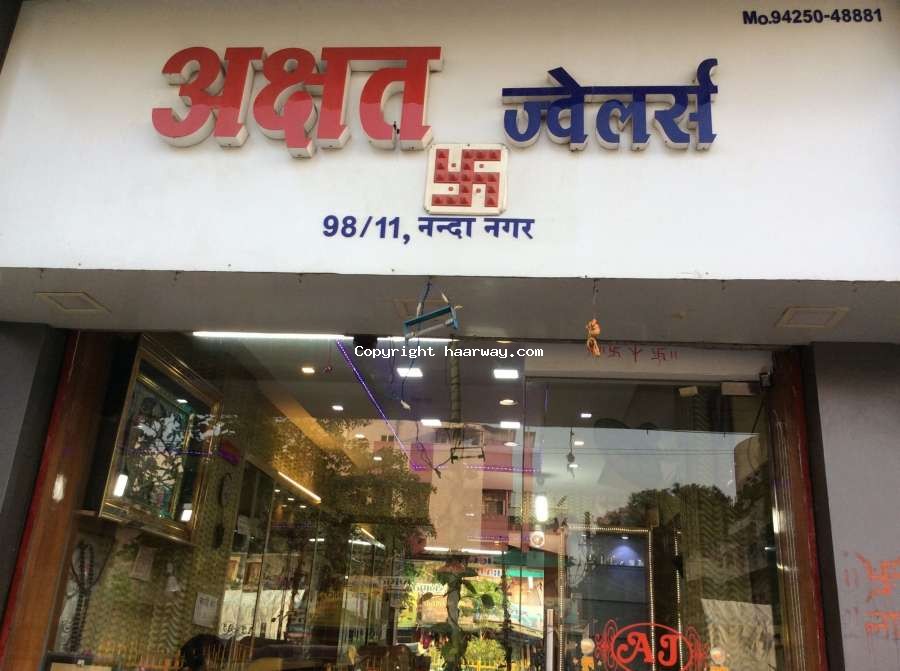 Mo.94250-48881
अक्षत ज्वेलर्स
98/11, नन्दा नगर
Copyright haarway.com
AJ